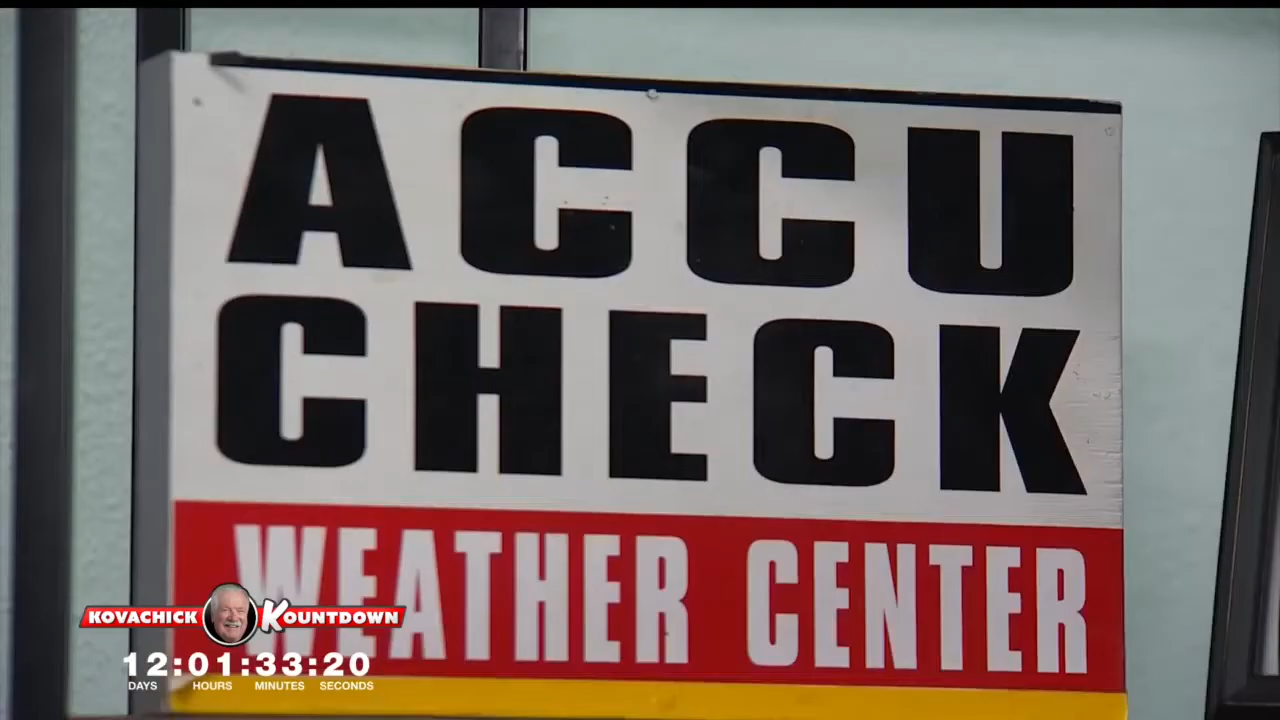 ACCU
CHECK
WEATHER CENTER
KOVACHICK KOUNTDOWN
12:01:33:20
DAYS HOURS MINUTES SECONDS